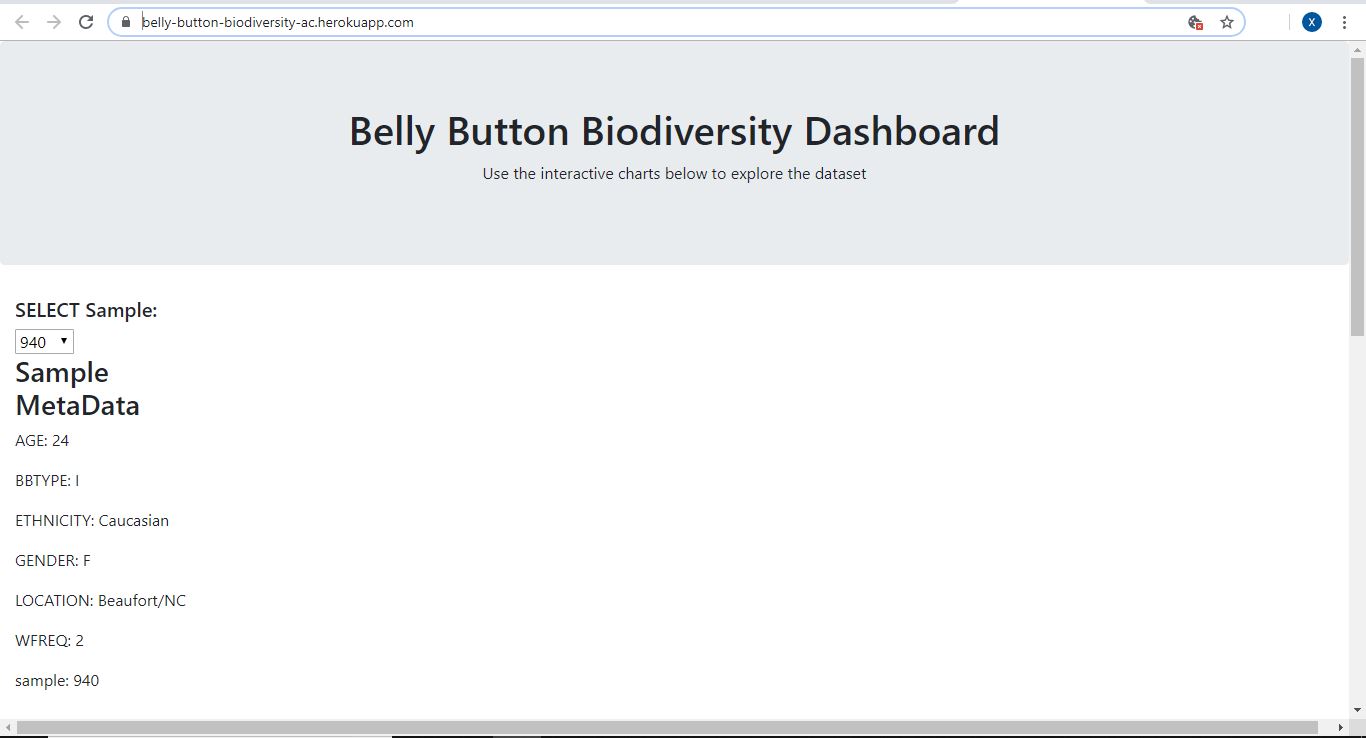 belly-button-biodiversity-ac.herokuapp.com
X
Belly Button Biodiversity Dashboard
Use the interactive charts below to explore the dataset
SELECT Sample:
940
Sample
MetaData
AGE: 24
BBTYPE: I
ETHNICITY: Caucasian
GENDER: F
LOCATION: Beaufort/NC
WFREQ: 2
sample: 940